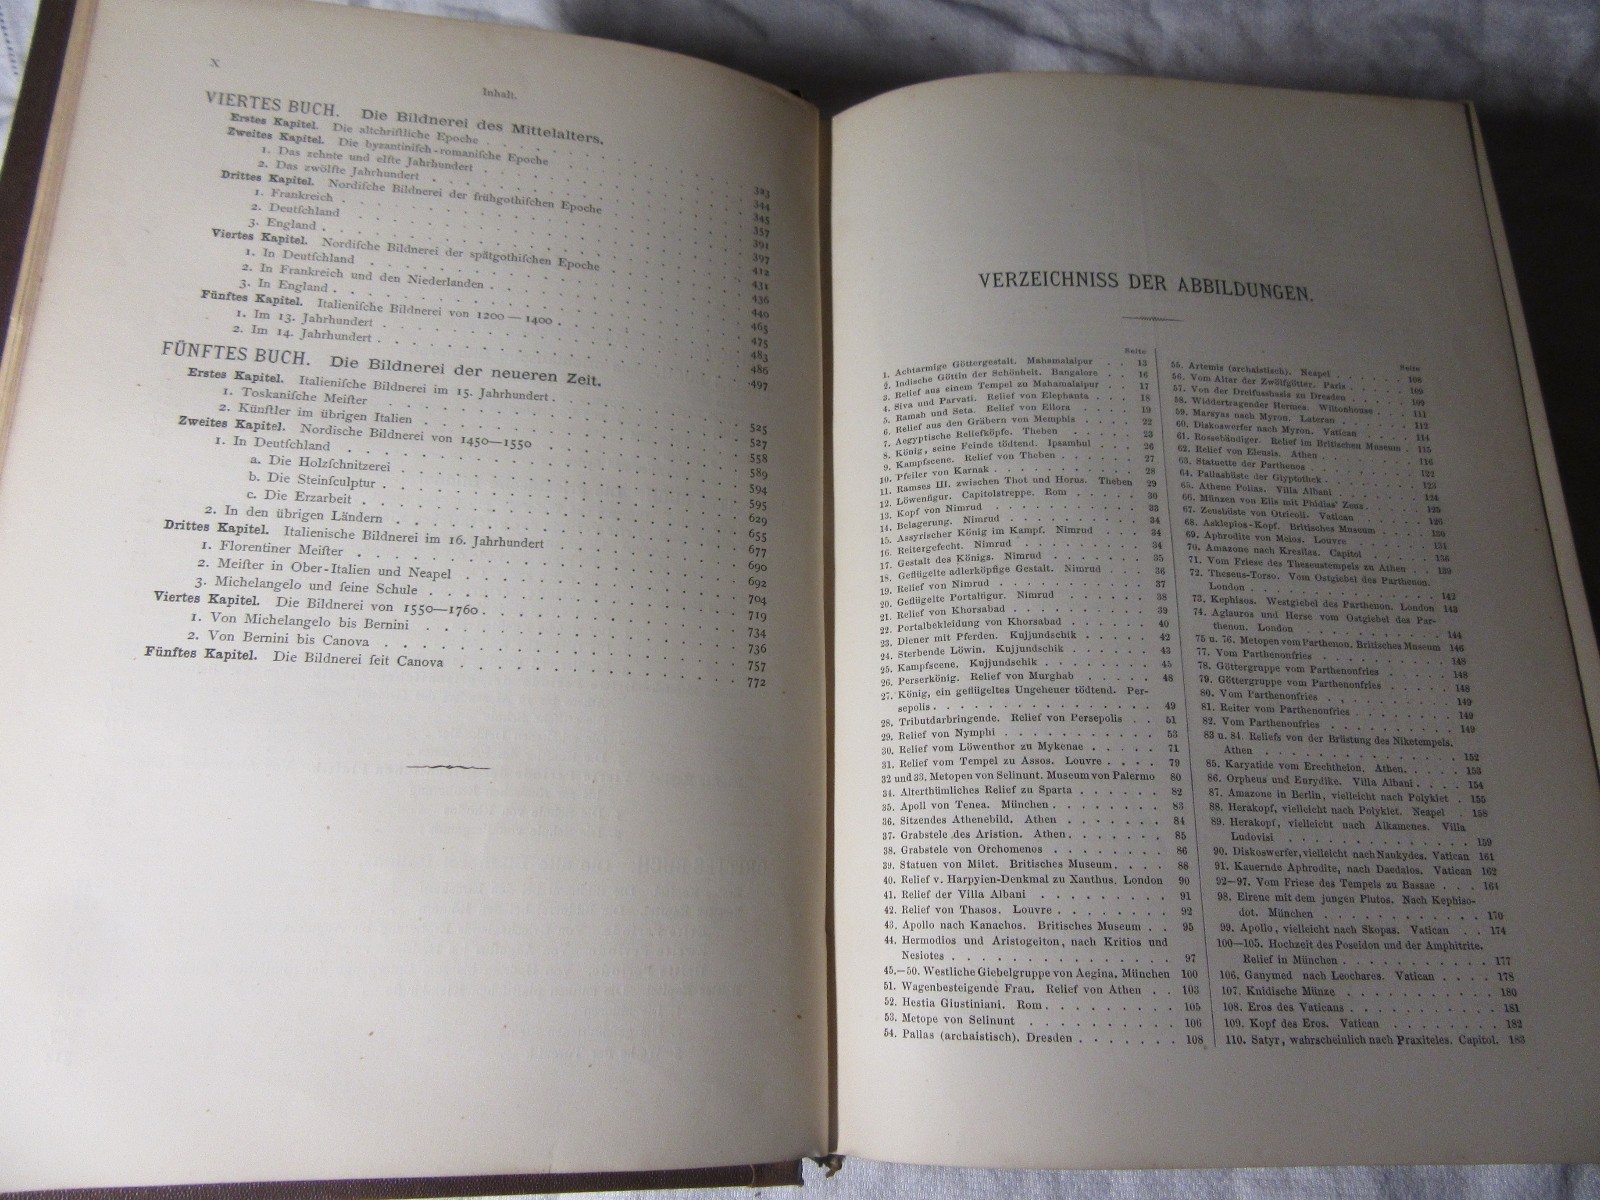 X
Inhalt.
VIERTES BUCH. Die Bildnerei des Mittelalters.
Erstes Kapitel. Die altchriſtliche Epoche 323
Zweites Kapitel. Die byzantiniſch-romaniſche Epoche 344
1. Das zehnte und elfte Jahrhundert 345
2. Das zwölfte Jahrhundert 357
Drittes Kapitel. Nordiſche Bildnerei der frühgothiſchen Epoche 391
1. Frankreich 397
2. Deutſchland 412
3. England 431
Viertes Kapitel. Nordiſche Bildnerei der spätgothiſchen Epoche 436
1. In Deutſchland 440
2. In Frankreich und den Niederlanden 465
3. In England 475
Fünftes Kapitel. Italieniſche Bildnerei von 1200—1400 483
1. Im 13. Jahrhundert 486
2. Im 14. Jahrhundert 497
FÜNFTES BUCH. Die Bildnerei der neueren Zeit.
Erstes Kapitel. Italieniſche Bildnerei im 15. Jahrhundert 525
1. Toskaniſche Meiſter 527
2. Künſtler im übrigen Italien 558
Zweites Kapitel. Nordische Bildnerei von 1450—1550 589
1. In Deutſchland 594
a. Die Holzſchnitzerei 595
b. Die Steinſculptur 629
c. Die Erzarbeit 655
2. In den übrigen Ländern 677
Drittes Kapitel. Italienische Bildnerei im 16. Jahrhundert 690
1. Florentiner Meiſter 692
2. Meiſter in Ober-Italien und Neapel 704
3. Michelangelo und ſeine Schule 719
Viertes Kapitel. Die Bildnerei von 1550—1760 734
1. Von Michelangelo bis Bernini 736
2. Von Bernini bis Canova 757
Fünftes Kapitel. Die Bildnerei ſeit Canova 772
VERZEICHNISS DER ABBILDUNGEN.
Seite
1. Achtarmige Göttergestalt. Mahamalaipur 13
2. Indische Göttin der Schönheit. Bangalore 16
3. Relief aus einem Tempel zu Mahamalaipur 17
4. Siva und Parvati. Relief von Elephanta 18
5. Ramah und Seta. Relief von Ellora 19
6. Relief aus den Gräbern von Memphis 22
7. Aegyptische Reliefköpfe. Theben 23
8. König, seine Feinde tödtend. Ipsambul 26
9. Kampfscene. Relief von Theben 27
10. Pfeiler von Karnak 28
11. Ramses III. zwischen Thot und Horus. Theben 29
12. Löwenfigur. Capitolstreppe. Rom 30
13. Kopf von Nimrud 33
14. Belagerung. Nimrud 34
15. Assyrischer König im Kampf. Nimrud 34
16. Reitergefecht. Nimrud 34
17. Gestalt des Königs. Nimrud 35
18. Geflügelte adlerköpfige Gestalt. Nimrud 36
19. Relief von Nimrud 37
20. Geflügelte Portalfigur. Nimrud 38
21. Relief von Khorsabad 39
22. Portalbekleidung von Khorsabad 40
23. Diener mit Pferden. Kujjundschik 42
24. Sterbende Löwin. Kujjundschik 43
25. Kampfscene. Kujjundschik 45
26. Perserkönig. Relief von Murghab 48
27. König, ein geflügeltes Ungeheuer tödtend. Per-
sepolis 49
28. Tributdarbringende. Relief von Persepolis 51
29. Relief von Nymphi 53
30. Relief vom Löwenthor zu Mykenae 71
31. Relief vom Tempel zu Assos. Louvre 79
32 und 33. Metopen von Selinunt. Museum von Palermo 80
34. Alterthümliches Relief zu Sparta 82
35. Apoll von Tenea. München 83
36. Sitzendes Athenebild. Athen 84
37. Grabstele des Aristion. Athen 85
38. Grabstele von Orchomenos 86
39. Statuen von Milet. Britisches Museum 88
40. Relief v. Harpyien-Denkmal zu Xanthus. London 90
41. Relief der Villa Albani 91
42. Relief von Thasos. Louvre 92
43. Apollo nach Kanachos. Britisches Museum 95
44. Hermodios und Aristogeiton, nach Kritios und
Nesiotes 97
45.—50. Westliche Giebelgruppe von Aegina. München 100
51. Wagenbesteigende Frau. Relief von Athen 103
52. Hestia Giustiniani. Rom 105
53. Metope von Selinunt 106
54. Pallas (archaistisch). Dresden 108
Seite
55. Artemis (archaistisch). Neapel 108
56. Vom Altar der Zwölfgötter. Paris
57. Von der Dreifussbasis zu Dresden 109
58. Widdertragender Hermes. Wiltonhouse 111
59. Marsyas nach Myron. Lateran
60. Diskoswerfer nach Myron. Vatican 114
61. Rossebändiger. Relief im Britischen Museum 115
62. Relief von Eleusis. Athen 116
63. Statuette der Parthenos
64. Pallasbüste der Glyptothek
65. Athene Polias. Villa Albani 124
66. Münzen von Elis mit Phidias' Zeus
67. Zeusbüste von Otricoli. Vatican
68. Asklepios-Kopf. Britisches Museum 130
69. Aphrodite von Melos. Louvre
70. Amazone nach Kresilas. Capitol
71. Vom Friese des Theseustempels zu Athen 139
72. Theseus-Torso. Vom Ostgiebel des Parthenon.
London 142
73. Kephisos. Westgiebel des Parthenon. London 143
74. Aglauros und Herse vom Ostgiebel des Par-
thenon. London 144
75 u. 76. Metopen vom Parthenon. Britisches Museum 146
77. Vom Parthenonfries 148
78. Göttergruppe vom Parthenonfries 148
79. Göttergruppe vom Parthenonfries 148
80. Vom Parthenonfries 149
81. Reiter vom Parthenonfries 149
82. Vom Parthenonfries 149
83 u. 84. Reliefs von der Brüstung des Niketempels.
Athen 152
85. Karyatide vom Erechtheion. Athen 153
86. Orpheus und Eurydike. Villa Albani 154
87. Amazone in Berlin, vielleicht nach Polyklet 155
88. Herakopf, vielleicht nach Polyklet. Neapel 158
89. Herakopf, vielleicht nach Alkamenes. Villa
Ludovisi 159
90. Diskoswerfer, vielleicht nach Naukydes. Vatican 161
91. Kauernde Aphrodite, nach Daedalos. Vatican 162
92—97. Vom Friese des Tempels zu Bassae 164
98. Eirene mit dem jungen Plutos. Nach Kephiso-
dot. München 170
99. Apollo, vielleicht nach Skopas. Vatican 174
100—105. Hochzeit des Poseidon und der Amphitrite.
Relief in München 177
106. Ganymed nach Leochares. Vatican 178
107. Knidische Münze 180
108. Eros des Vaticans 181
109. Kopf des Eros. Vatican 182
110. Satyr, wahrscheinlich nach Praxiteles. Capitol. 183